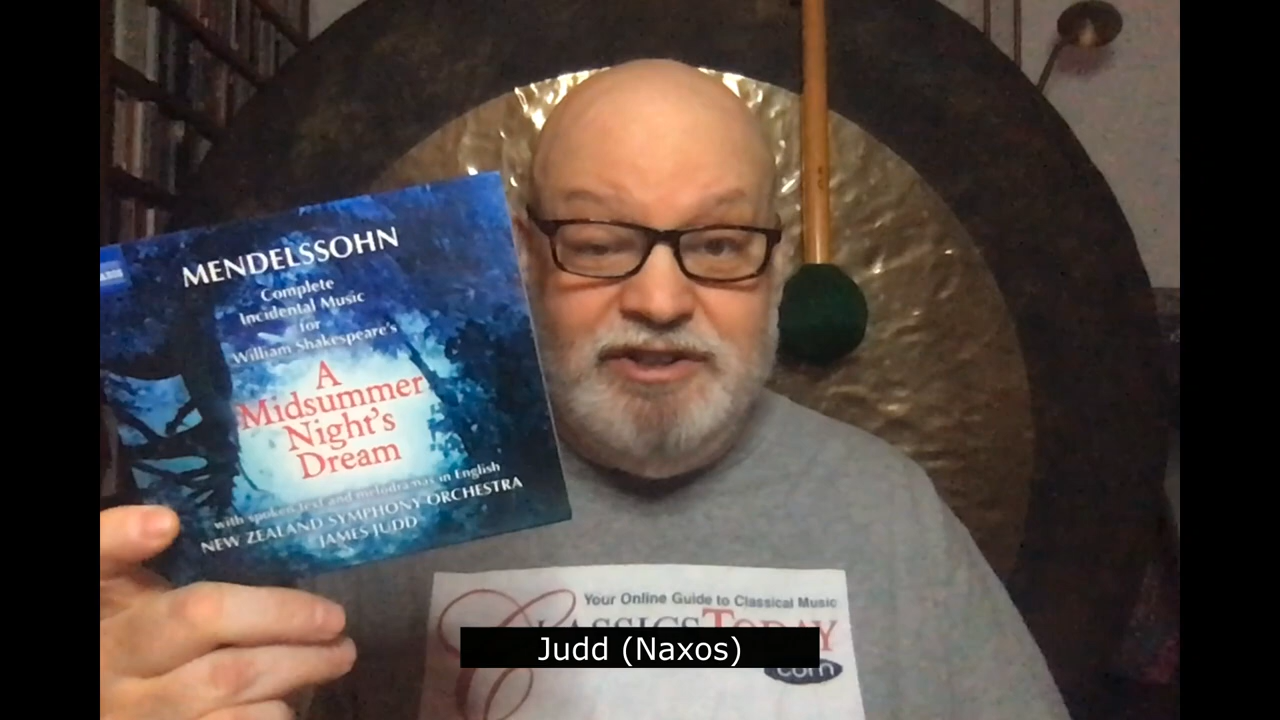 MENDELSSOHN
Complete
Incidental Music
for
William Shakespeare's
A
Midsummer
Night's
Dream
with spoken text and melodramas in English
NEW ZEALAND SYMPHONY ORCHESTRA
JAMES JUDD
Your Online Guide to Classical Music
CLASSICSTODAY
com
Judd (Naxos)